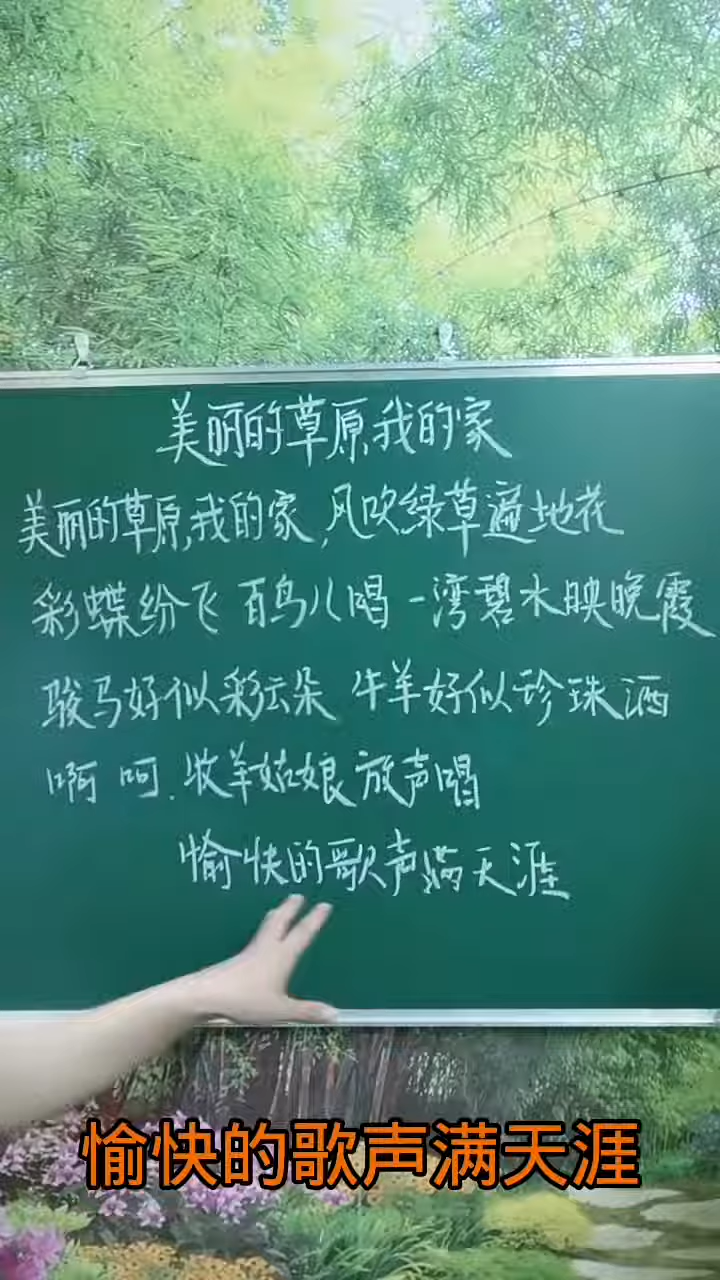 美丽的草原我的家
美丽的草原,我的家,风吹绿草遍地花
彩蝶纷飞 百鸟儿唱 一湾碧水映晚霞
骏马好似彩云朵 牛羊好似珍珠洒
啊 呵. 牧羊姑娘放声唱
愉快的歌声满天涯
愉快的歌声满天涯